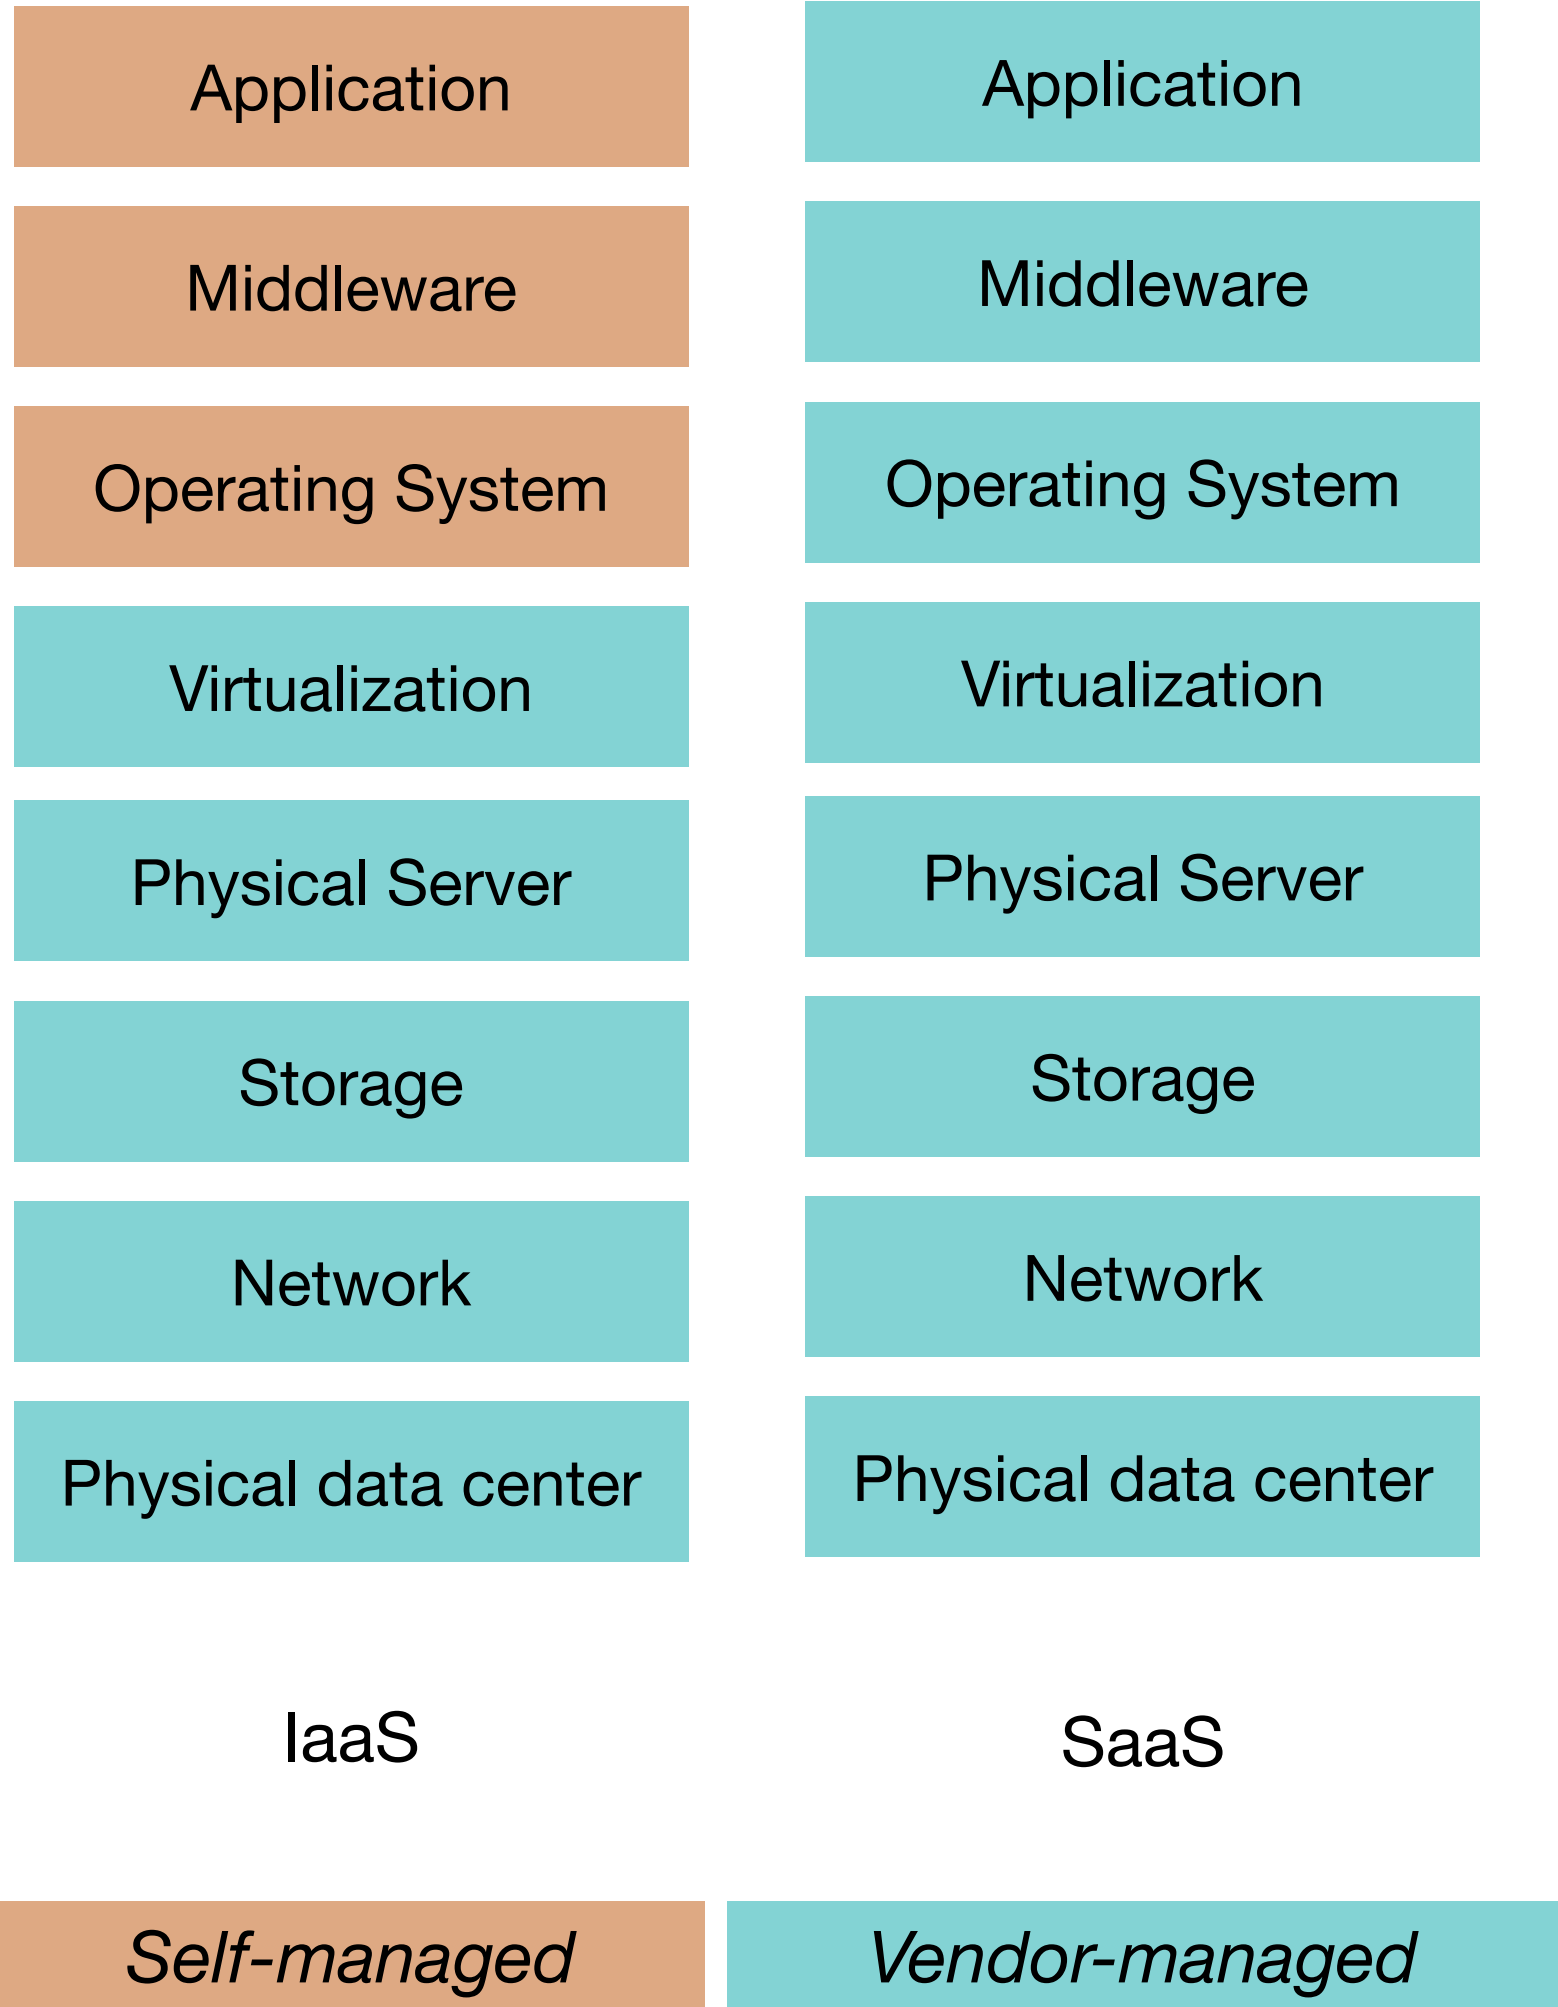 Application
Middleware
Operating System
Virtualization
Physical Server
Storage
Network
Physical data center
IaaS
Application
Middleware
Operating System
Virtualization
Physical Server
Storage
Network
Physical data center
SaaS
Self-managed
Vendor-managed